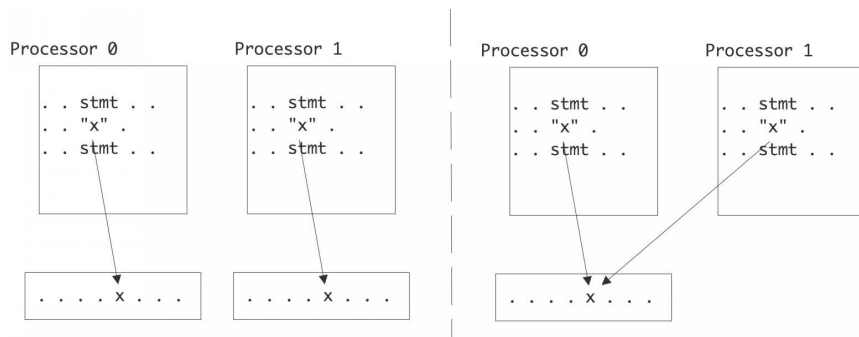 Processor 0
. . stmt . .
. . "x" .
. . stmt . .
. . . . x . . .
Processor 1
. . stmt . .
. . "x" .
. . stmt . .
. . . . x . . .
Processor 0
. . stmt . .
. . "x" .
. . stmt . .
. . . . x . . .
Processor 1
. . stmt . .
. . "x" .
. . stmt . .